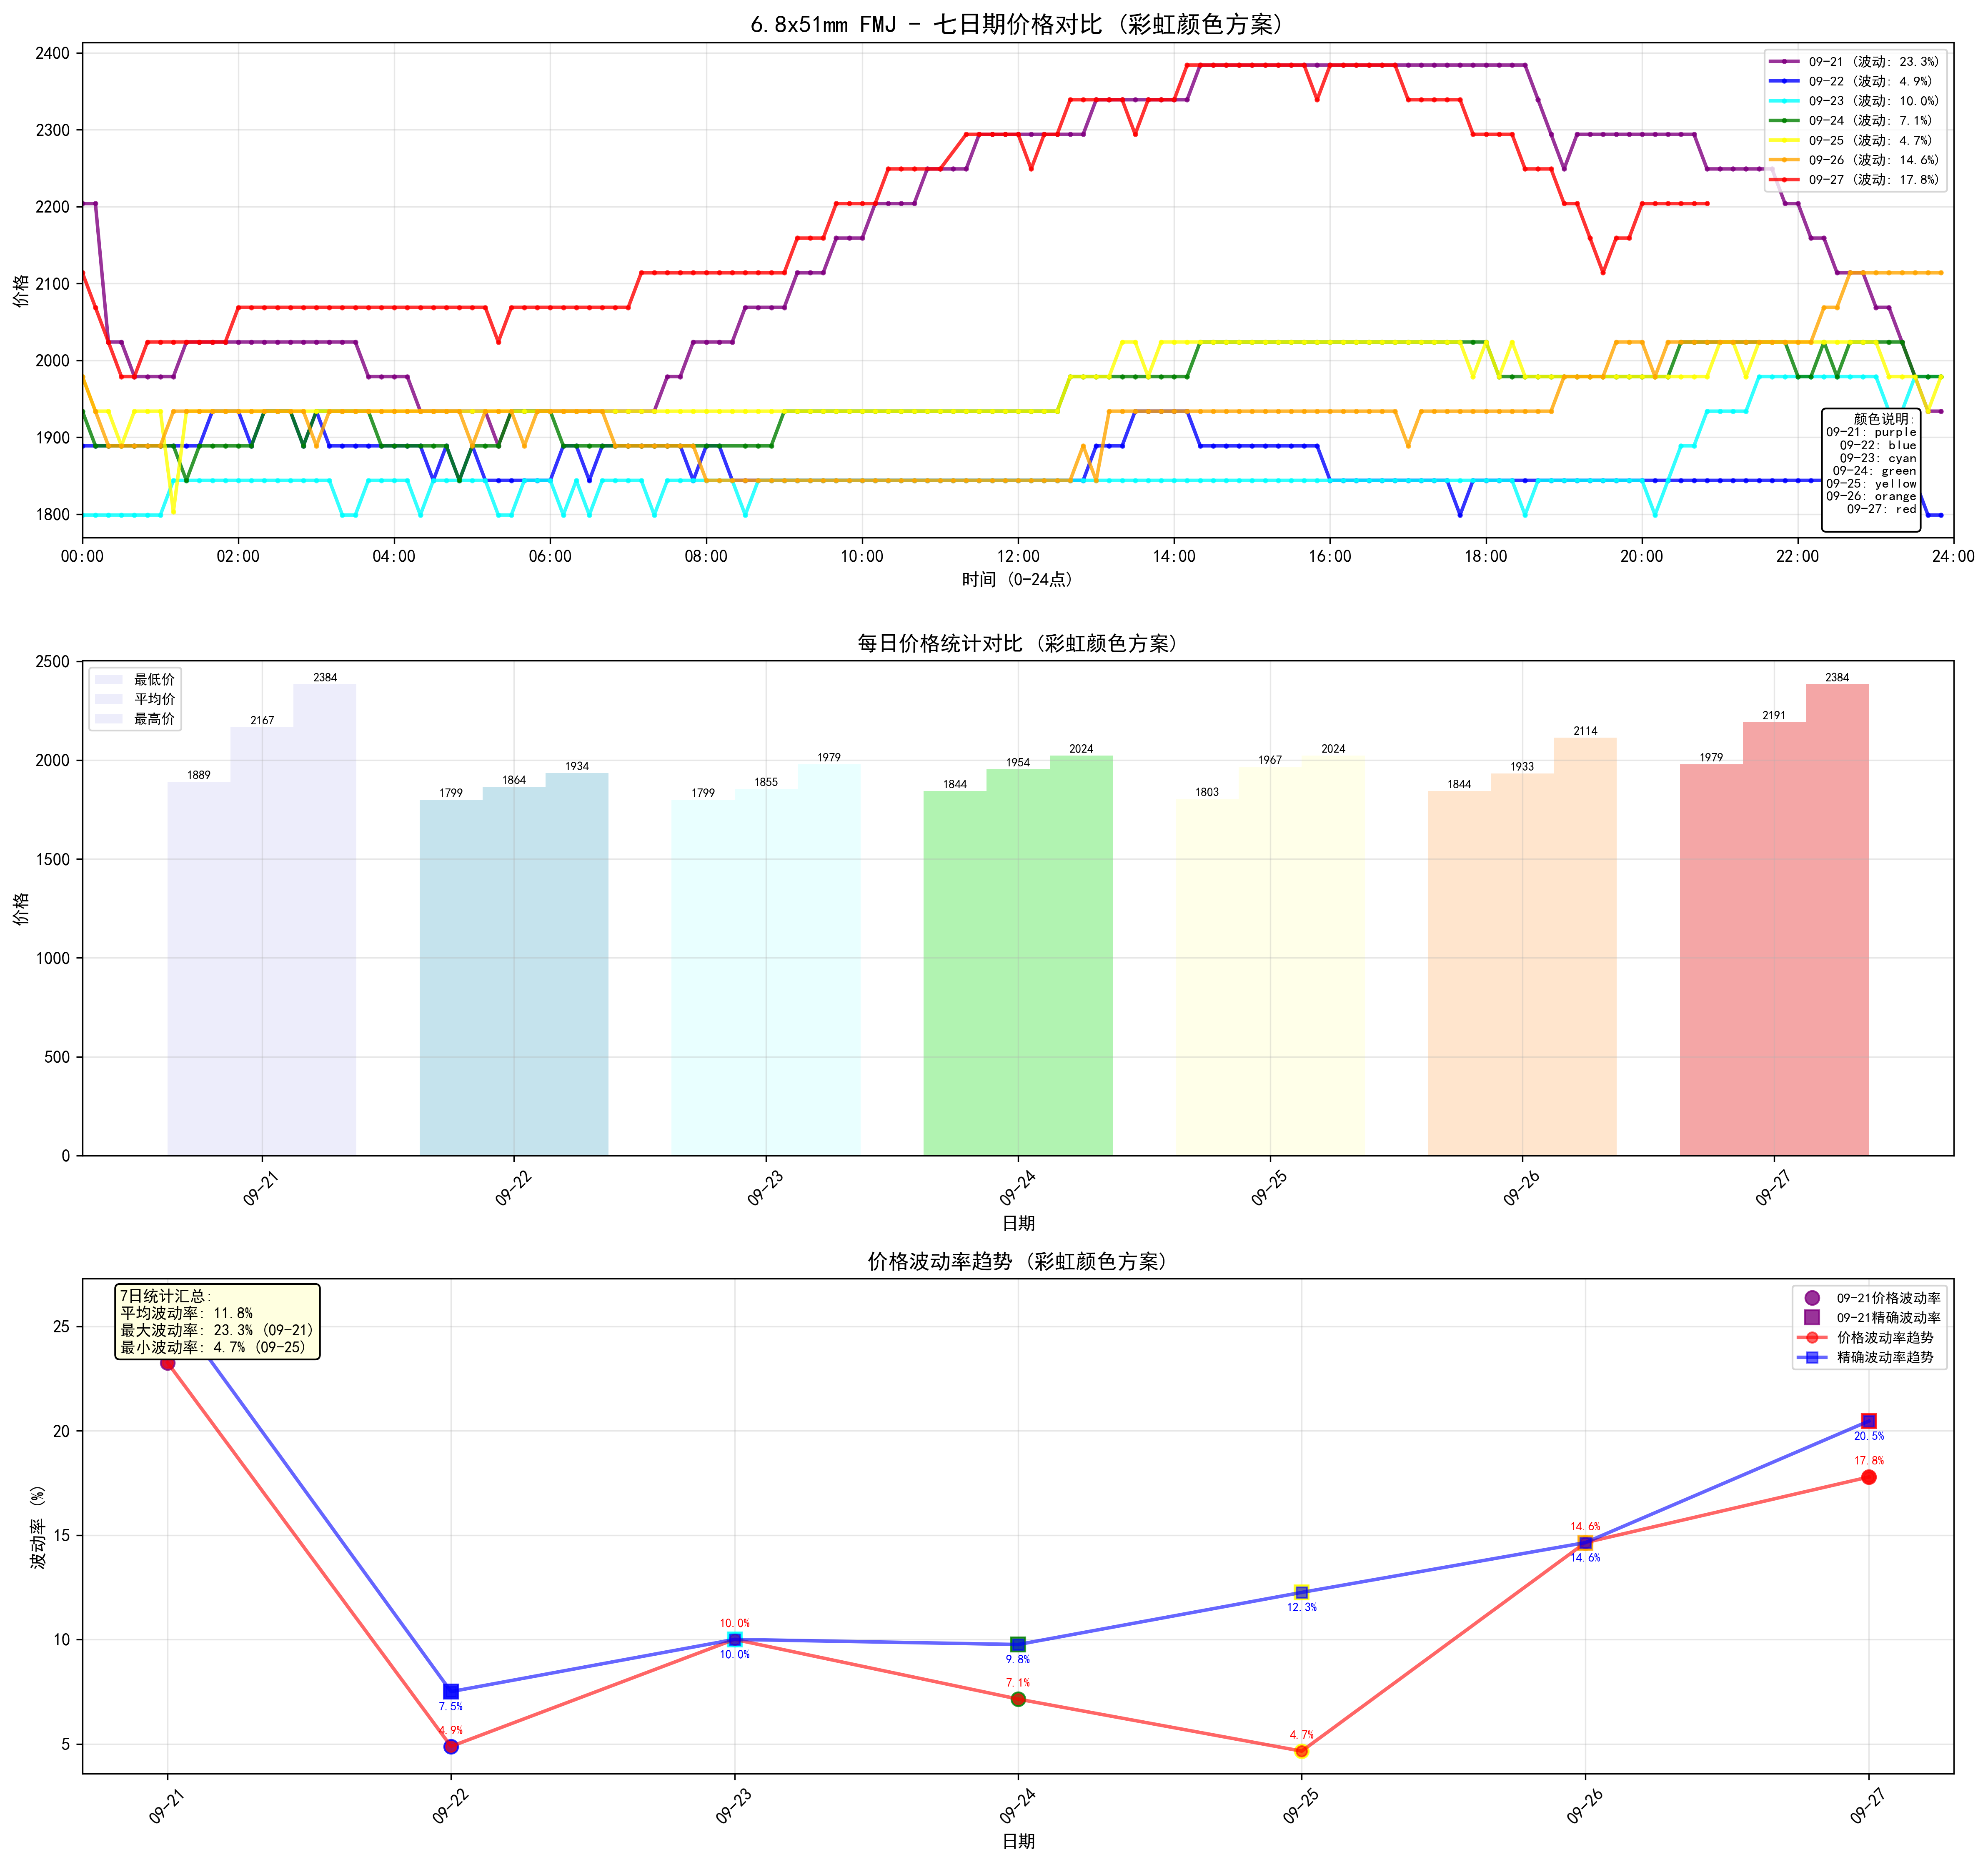 6.8x51mm FMJ - 七日期价格对比 (彩虹颜色方案)
价格
2400
2300
2200
2100
2000
1900
1800
09-21 (波动: 23.3%)
09-22 (波动: 4.9%)
09-23 (波动: 10.0%)
09-24 (波动: 7.1%)
09-25 (波动: 4.7%)
09-26 (波动: 14.6%)
09-27 (波动: 17.8%)
颜色说明:
09-21: purple
09-22: blue
09-23: cyan
09-24: green
09-25: yellow
09-26: orange
09-27: red
00:00 02:00 04:00 06:00 08:00 10:00 12:00 14:00 16:00 18:00 20:00 22:00 24:00
时间 (0-24点)
每日价格统计对比 (彩虹颜色方案)
价格
2500
2000
1500
1000
500
0
最低价
平均价
最高价
1889 2167 2384
1799 1864 1934
1799 1855 1979
1844 1954 2024
1803 1967 2024
1844 1933 2114
1979 2191 2384
09-21 09-22 09-23 09-24 09-25 09-26 09-27
日期
价格波动率趋势 (彩虹颜色方案)
波动率 (%)
25
20
15
10
5
7日统计汇总:
平均波动率: 11.8%
最大波动率: 23.3% (09-21)
最小波动率: 4.7% (09-25)
09-21价格波动率
09-21精确波动率
价格波动率趋势
精确波动率趋势
7.5%
4.9%
10.0%
10.0%
9.8%
7.1%
12.3%
4.7%
14.6%
14.6%
20.5%
17.8%
09-21 09-22 09-23 09-24 09-25 09-26 09-27
日期